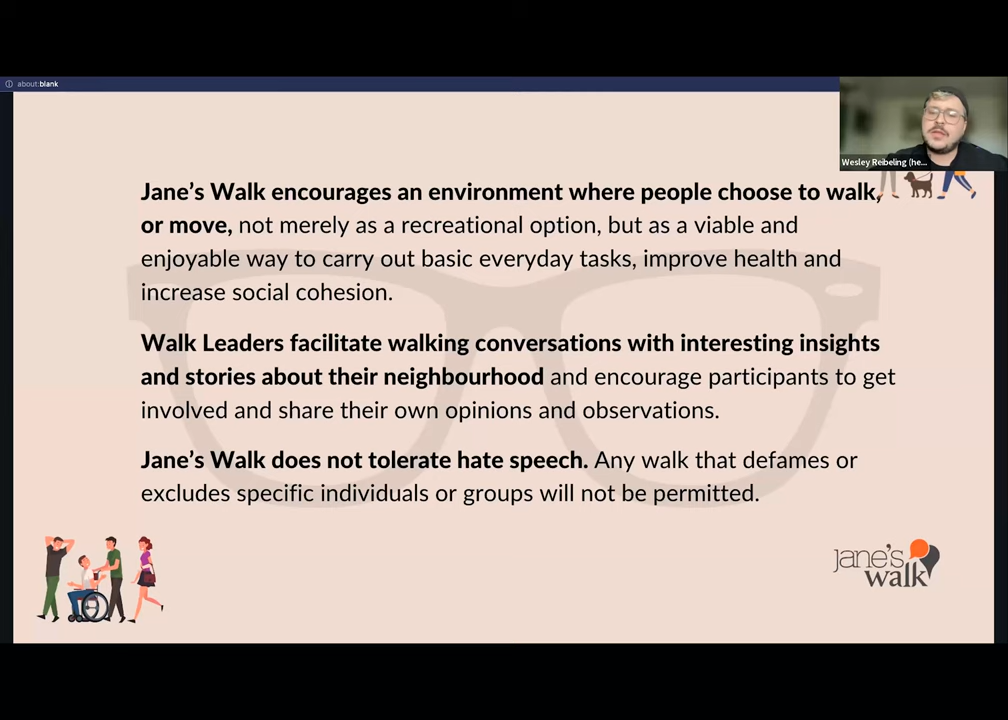 about:blank
Wesley Reibeling (he...
Jane's Walk encourages an environment where people choose to walk,
or move, not merely as a recreational option, but as a viable and
enjoyable way to carry out basic everyday tasks, improve health and
increase social cohesion.
Walk Leaders facilitate walking conversations with interesting insights
and stories about their neighbourhood and encourage participants to get
involved and share their own opinions and observations.
Jane's Walk does not tolerate hate speech. Any walk that defames or
excludes specific individuals or groups will not be permitted.
jane's
walk